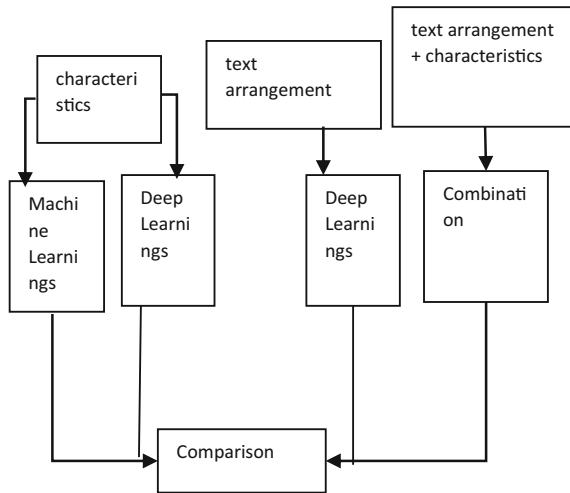 characteri
stics
text
arrangement
text arrangement
+ characteristics
Machi
ne
Learni
ngs
Deep
Learni
ngs
Deep
Learni
ngs
Combinati
on
Comparison